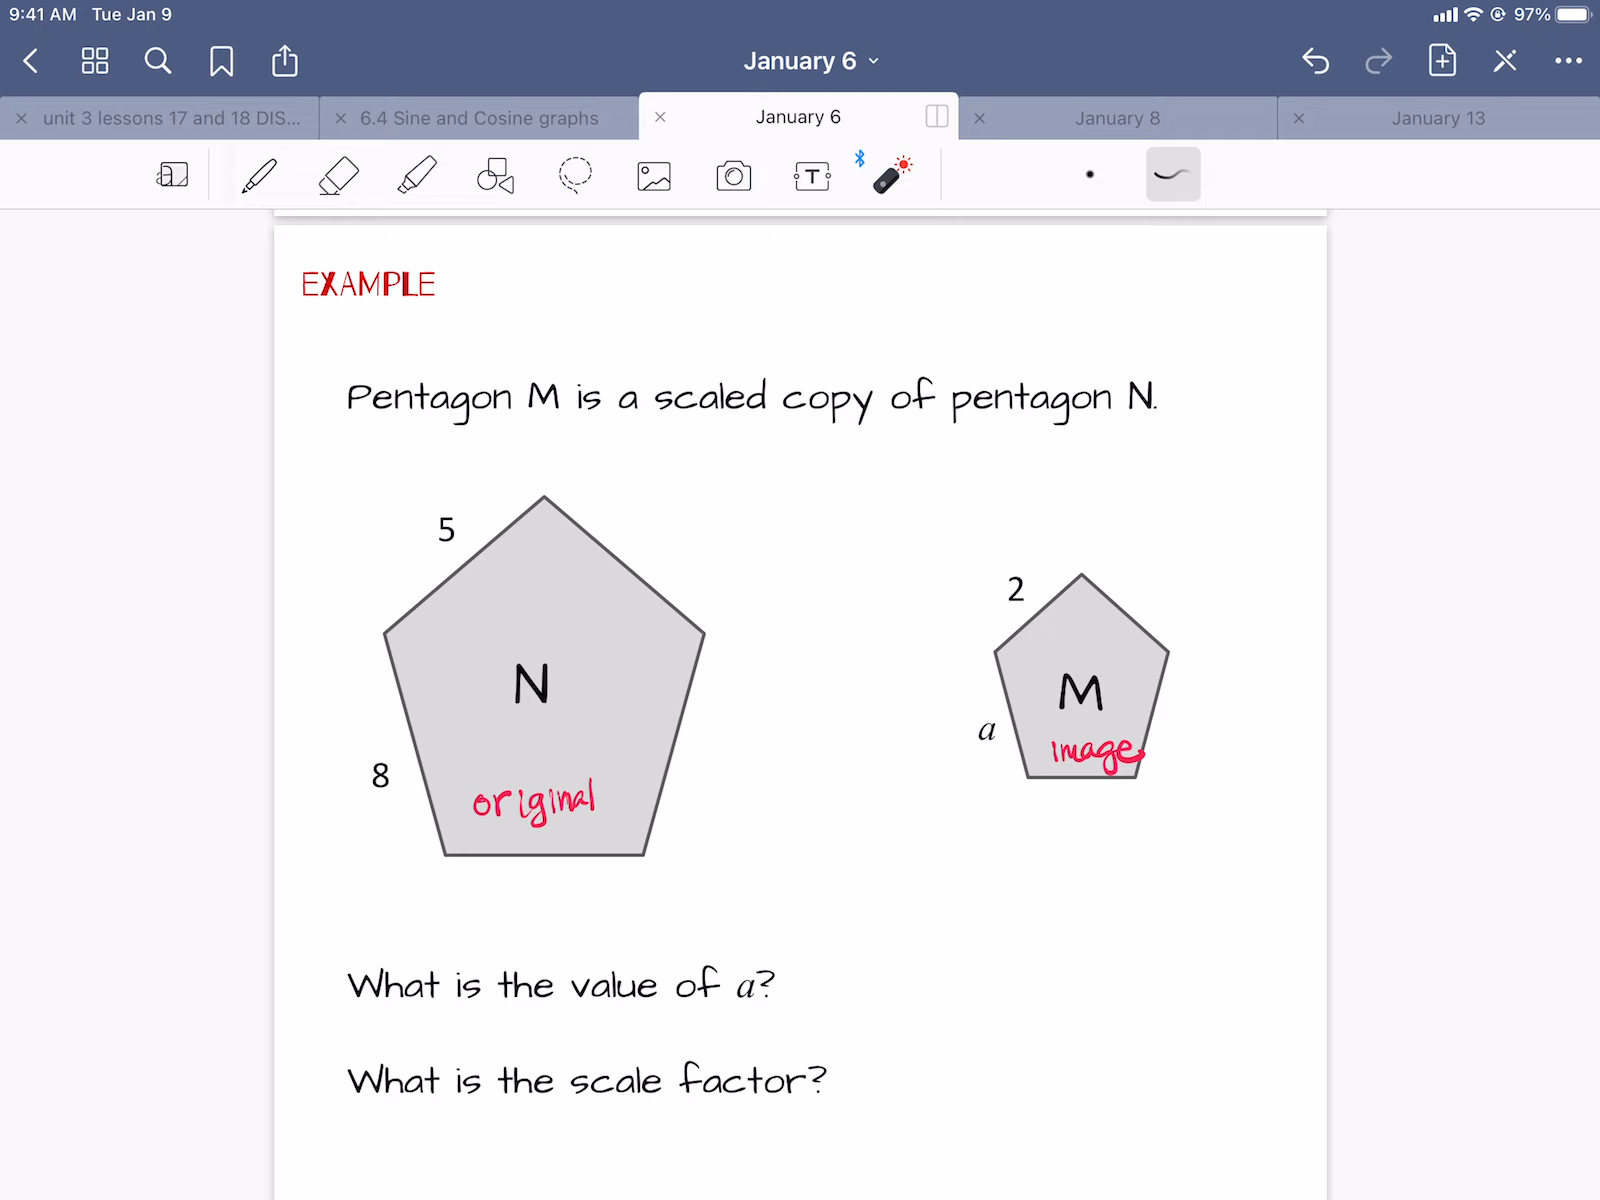 9:41 AM Tue Jan 9
97%
January 6
unit 3 lessons 17 and 18 DIS...
6.4 Sine and Cosine graphs
January 6
January 8
January 13
EXAMPLE
Pentagon M is a scaled copy of pentagon N.
5
2
N
M
a
image
8
original
What is the value of a?
What is the scale factor?